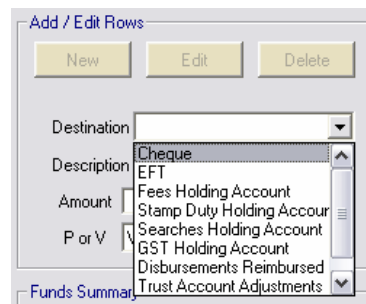 Add / Edit Rows
New Edit Delete
Destination
Cheque
EFT
Description
Fees Holding Account
Amount
Stamp Duty Holding Accour
Searches Holding Account
P or V
GST Holding Account
Disbursements Reimbursed
Funds Summar
Trust Account Adjustments